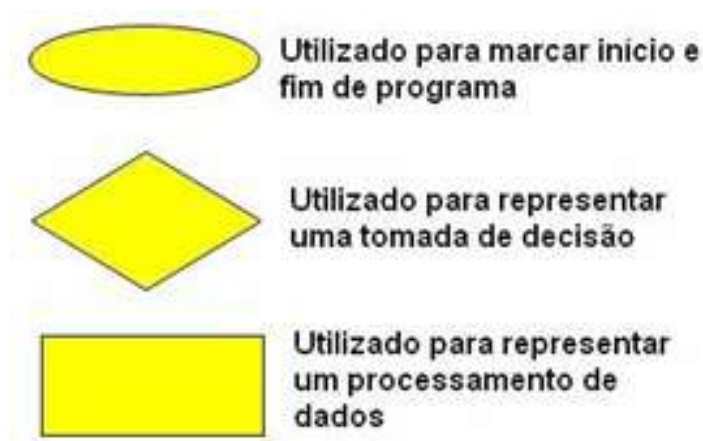 Utilizado para marcar início e
fim de programa
Utilizado para representar
uma tomada de decisão
Utilizado para representar
um processamento de
dados